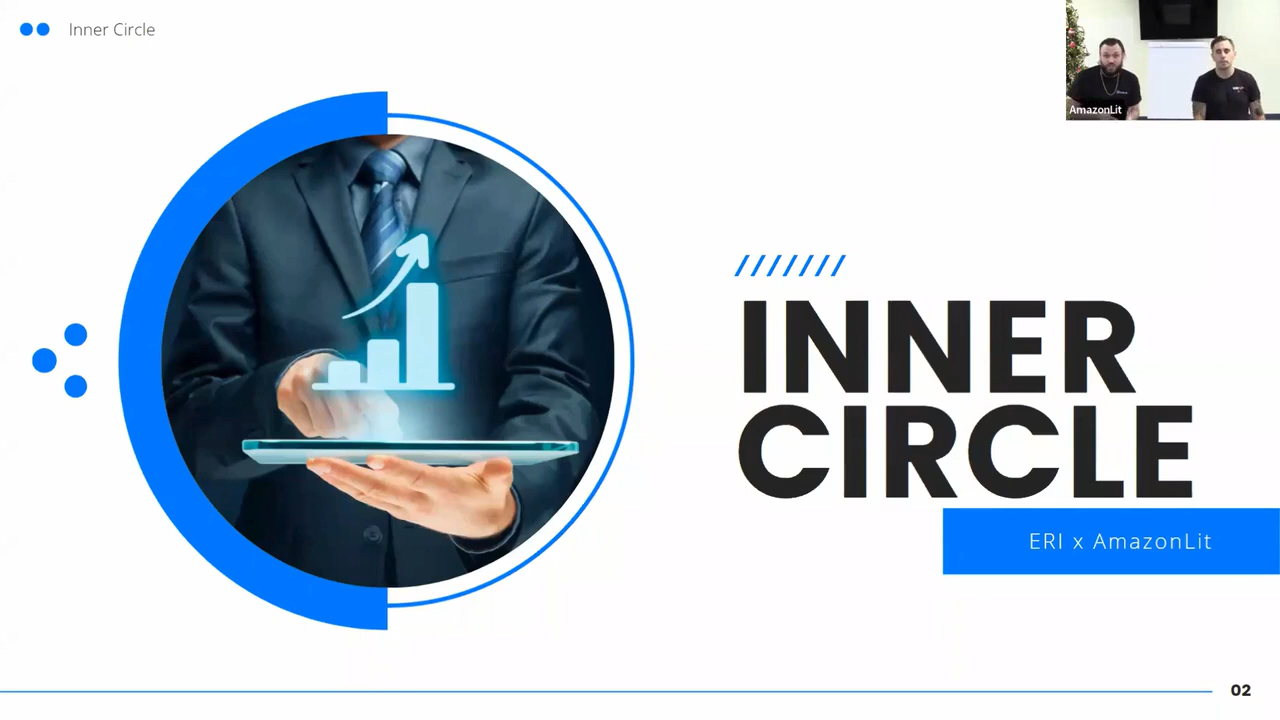 Inner Circle
AmazonLit
INNER
CIRCLE
ERI x AmazonLit
02